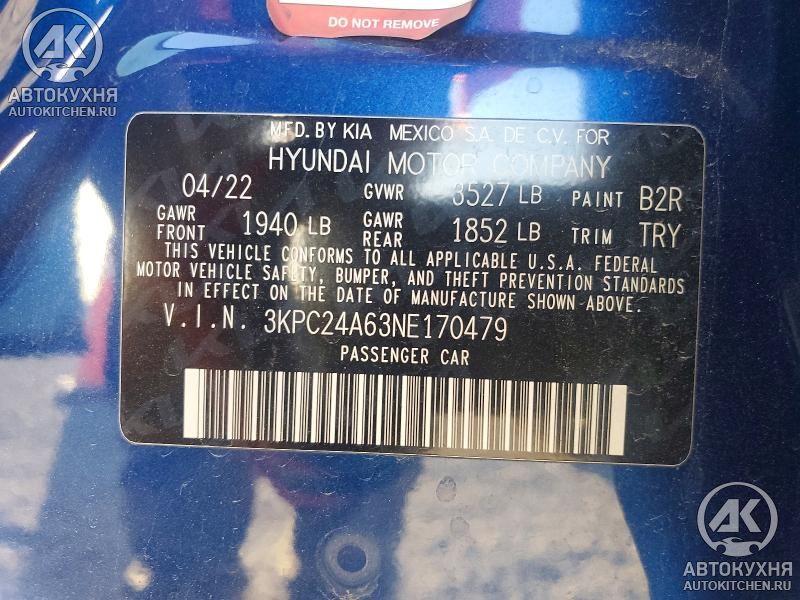 DO NOT REMOVE
АК
АВТОКУХНЯ
AUTOKITCHEN.RU
MFD. BY KIA MEXICO S.A. DE C.V. FOR
HYUNDAI MOTOR COMPANY
04/22 GVWR 3527 LB PAINT B2R
GAWR FRONT 1940 LB GAWR REAR 1852 LB TRIM TRY
THIS VEHICLE CONFORMS TO ALL APPLICABLE U.S.A. FEDERAL
MOTOR VEHICLE SAFETY, BUMPER, AND THEFT PREVENTION STANDARDS
IN EFFECT ON THE DATE OF MANUFACTURE SHOWN ABOVE.
V.I.N. 3KPC24A63NE170479
PASSENGER CAR
АК
АВТОКУХНЯ
AUTOKITCHEN.RU